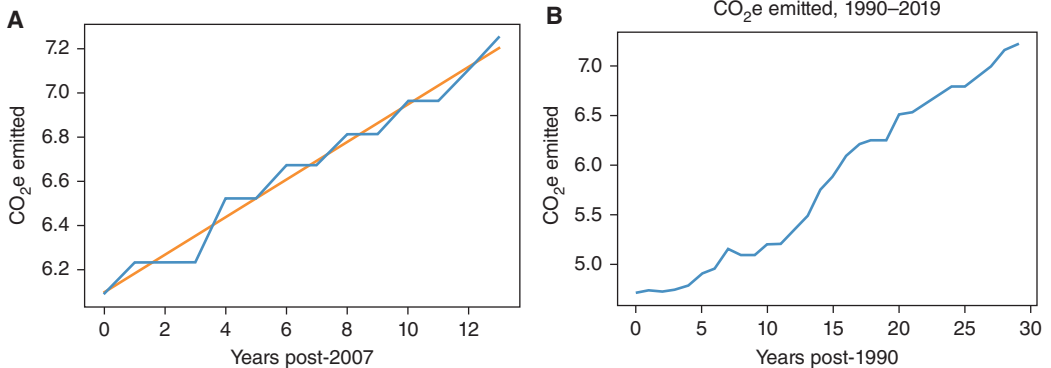 A
CO₂e emitted
7.2
7.0
6.8
6.6
6.4
6.2
0 2 4 6 8 10 12
Years post-2007
B
CO₂e emitted, 1990–2019
CO₂e emitted
7.0
6.5
6.0
5.5
5.0
0 5 10 15 20 25 30
Years post-1990